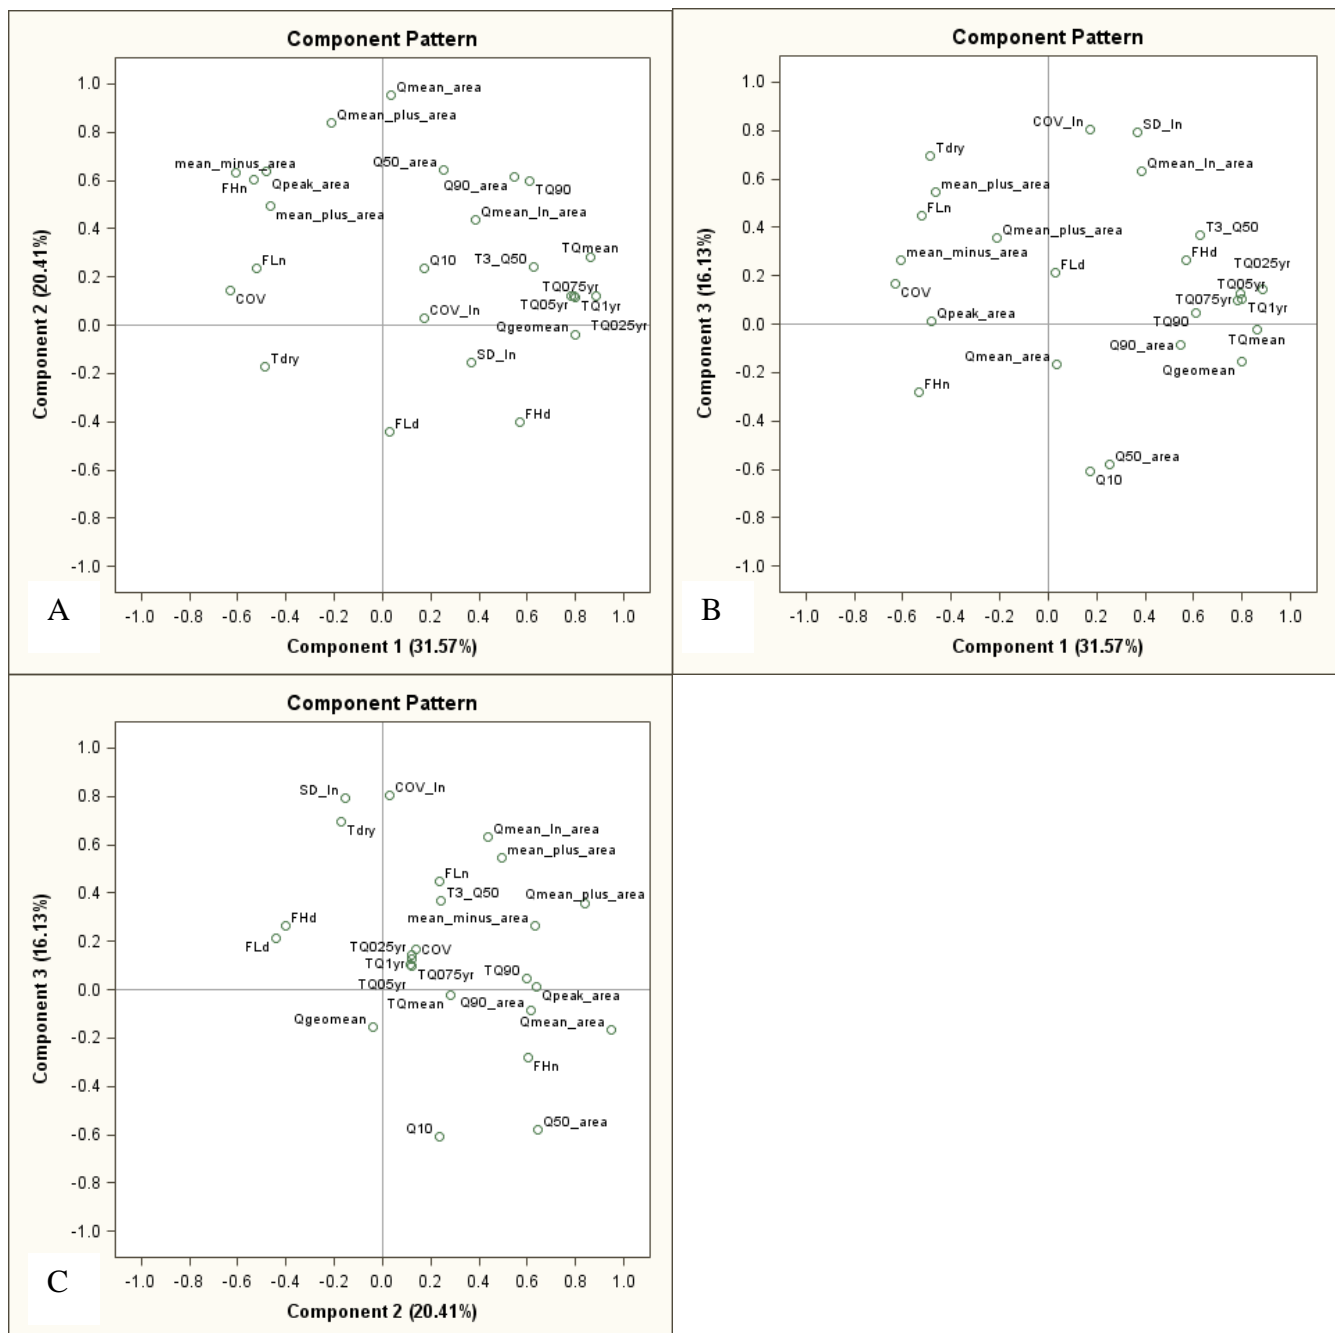 Component Pattern
1.0
0.8
0.6
0.4
0.2
0.0
-0.2
-0.4
-0.6
-0.8
-1.0
Component 2 (20.41%)
Qmean_area
Qmean_plus_area
mean_minus_area
Q50_area
FHn
Qpeak_area
Q90_area
TQ90
mean_plus_area
Qmean_ln_area
FLn
Q10
T3_Q50
TQmean
COV
TQ075yr
TQ05yr
TQ1yr
COV_ln
Qgeomean
TQ025yr
Tdry
SD_ln
FLd
FHd
A
-1.0 -0.8 -0.6 -0.4 -0.2 0.0 0.2 0.4 0.6 0.8 1.0
Component 1 (31.57%)
Component Pattern
1.0
0.8
0.6
0.4
0.2
0.0
-0.2
-0.4
-0.6
-0.8
-1.0
Component 3 (16.13%)
COV_ln
SD_ln
Tdry
Qmean_ln_area
mean_plus_area
FLn
Qmean_plus_area
T3_Q50
mean_minus_area
FLd
FHd
TQ025yr
COV
TQ05yr
TQ075yr
TQ1yr
Qpeak_area
TQ90
Qmean_area
Q90_area
TQmean
Qgeomean
FHn
Q50_area
Q10
B
-1.0 -0.8 -0.6 -0.4 -0.2 0.0 0.2 0.4 0.6 0.8 1.0
Component 1 (31.57%)
Component Pattern
1.0
0.8
0.6
0.4
0.2
0.0
-0.2
-0.4
-0.6
-0.8
-1.0
Component 3 (16.13%)
SD_ln
COV_ln
Tdry
Qmean_ln_area
mean_plus_area
FLn
T3_Q50
Qmean_plus_area
FHd
mean_minus_area
FLd
TQ025yr
COV
TQ1yr
TQ075yr
TQ90
TQ05yr
Qpeak_area
TQmean
Q90_area
Qgeomean
Qmean_area
FHn
Q10
Q50_area
C
-1.0 -0.8 -0.6 -0.4 -0.2 0.0 0.2 0.4 0.6 0.8 1.0
Component 2 (20.41%)